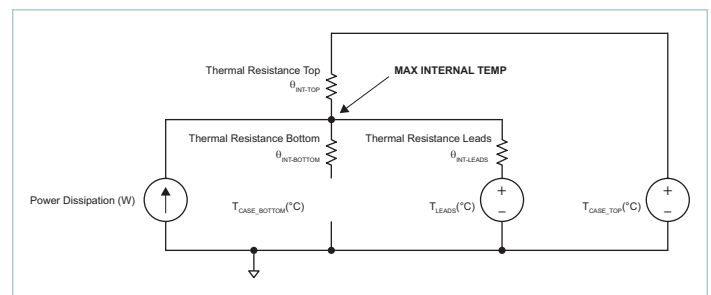 Thermal Resistance Top
θINT-TOP
MAX INTERNAL TEMP
Thermal Resistance Bottom
θINT-BOTTOM
Thermal Resistance Leads
θINT-LEADS
Power Dissipation (W)
TCASE_BOTTOM(°C)
TLEADS(°C)
TCASE_TOP(°C)
+
–
+
–